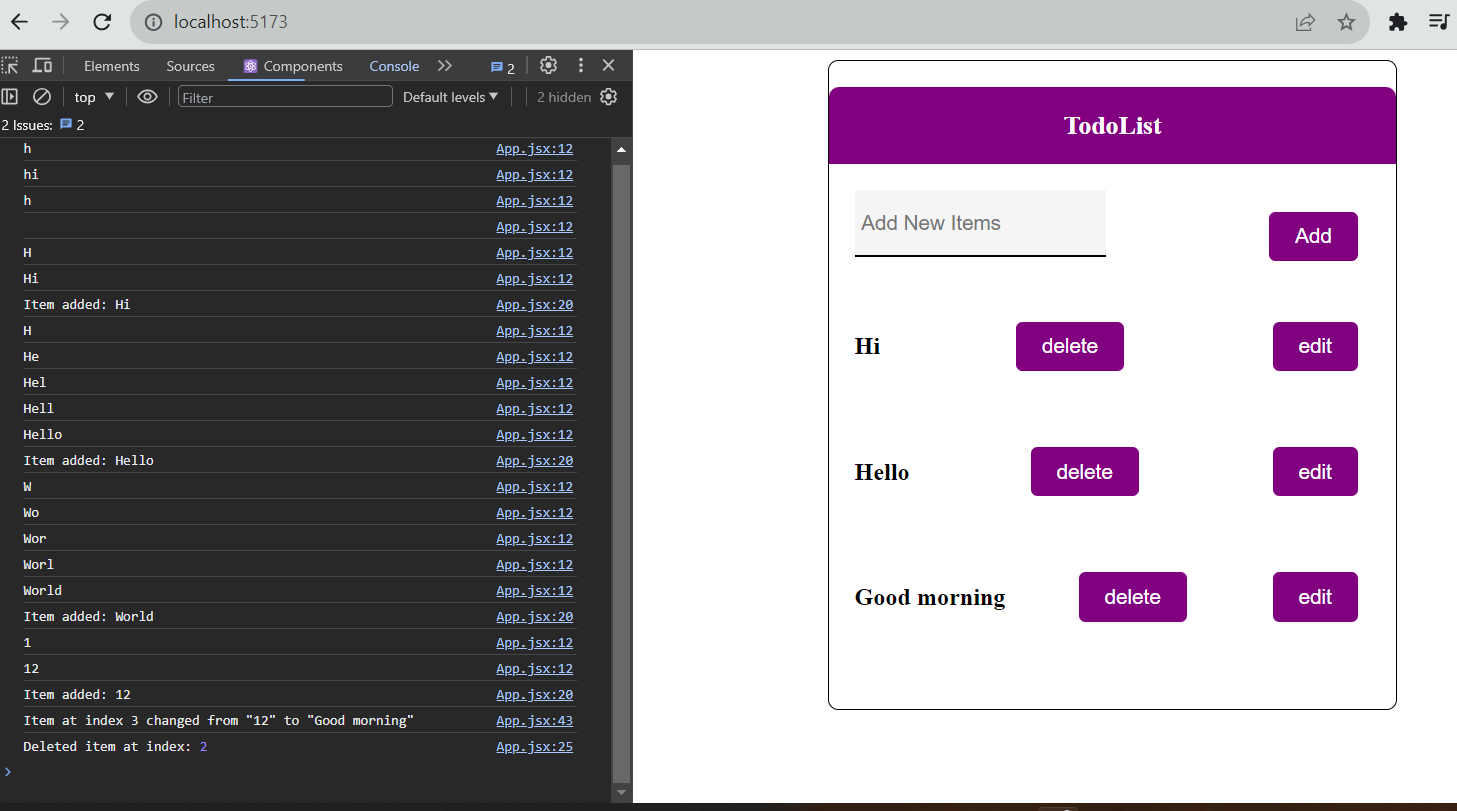 localhost:5173
Elements Sources Components Console 2
top Filter Default levels 2 hidden
2 Issues: 2
h App.jsx:12
hi App.jsx:12
h App.jsx:12
App.jsx:12
H App.jsx:12
Hi App.jsx:12
Item added: Hi App.jsx:20
H App.jsx:12
He App.jsx:12
Hel App.jsx:12
Hell App.jsx:12
Hello App.jsx:12
Item added: Hello App.jsx:20
W App.jsx:12
Wo App.jsx:12
Wor App.jsx:12
Worl App.jsx:12
World App.jsx:12
Item added: World App.jsx:20
1 App.jsx:12
12 App.jsx:12
Item added: 12 App.jsx:20
Item at index 3 changed from "12" to "Good morning" App.jsx:43
Deleted item at index: 2 App.jsx:25
TodoList
Add New Items Add
Hi delete edit
Hello delete edit
Good morning delete edit